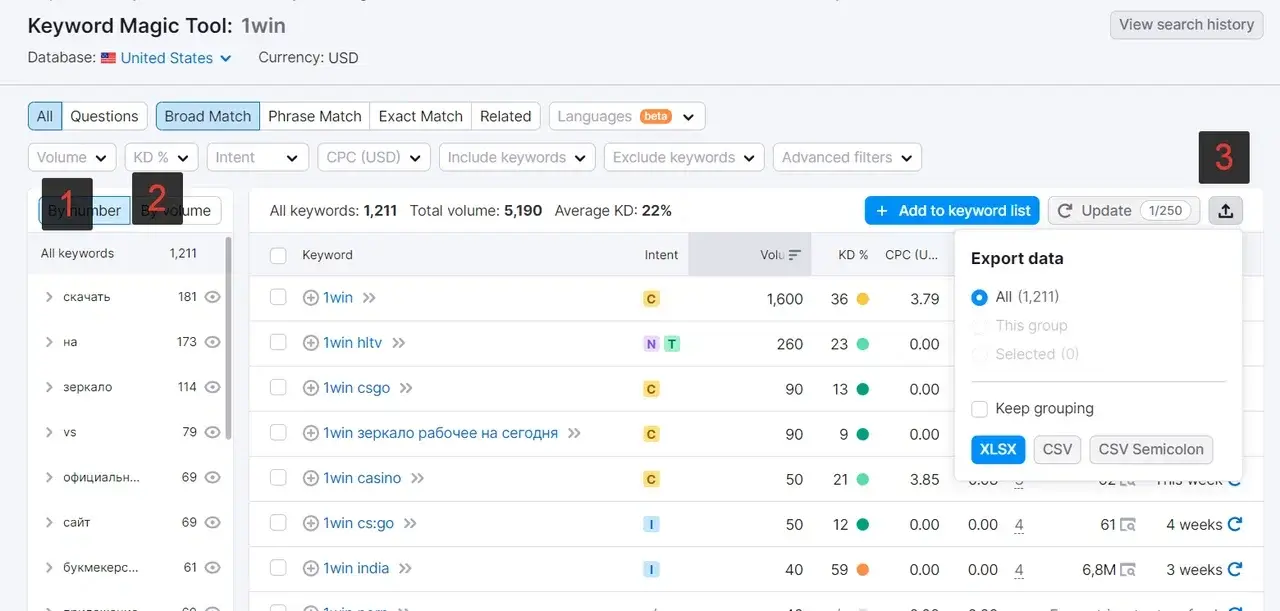 Keyword Magic Tool: 1win
View search history
Database: United States Currency: USD
All Questions Broad Match Phrase Match Exact Match Related Languages beta
Volume KD % Intent CPC (USD) Include keywords Exclude keywords Advanced filters
1 2 3
By number By volume All keywords: 1,211 Total volume: 5,190 Average KD: 22% + Add to keyword list Update 1/250
All keywords 1,211 Keyword Intent Volu KD % CPC (U...
Export data
скачать 181 1win C 1,600 36 3.79
All (1,211)
This group
на 173 1win hltv N T 260 23 0.00
Selected (0)
зеркало 114 1win csgo C 90 13 0.00
Keep grouping
vs 79 1win зеркало рабочее на сегодня C 90 9 0.00
XLSX CSV CSV Semicolon
официальн... 69 1win casino C 50 21 3.85
сайт 69 1win cs:go I 50 12 0.00 0.00 4 61 4 weeks
букмекерс... 61 1win india I 40 59 0.00 0.00 4 6,8M 3 weeks